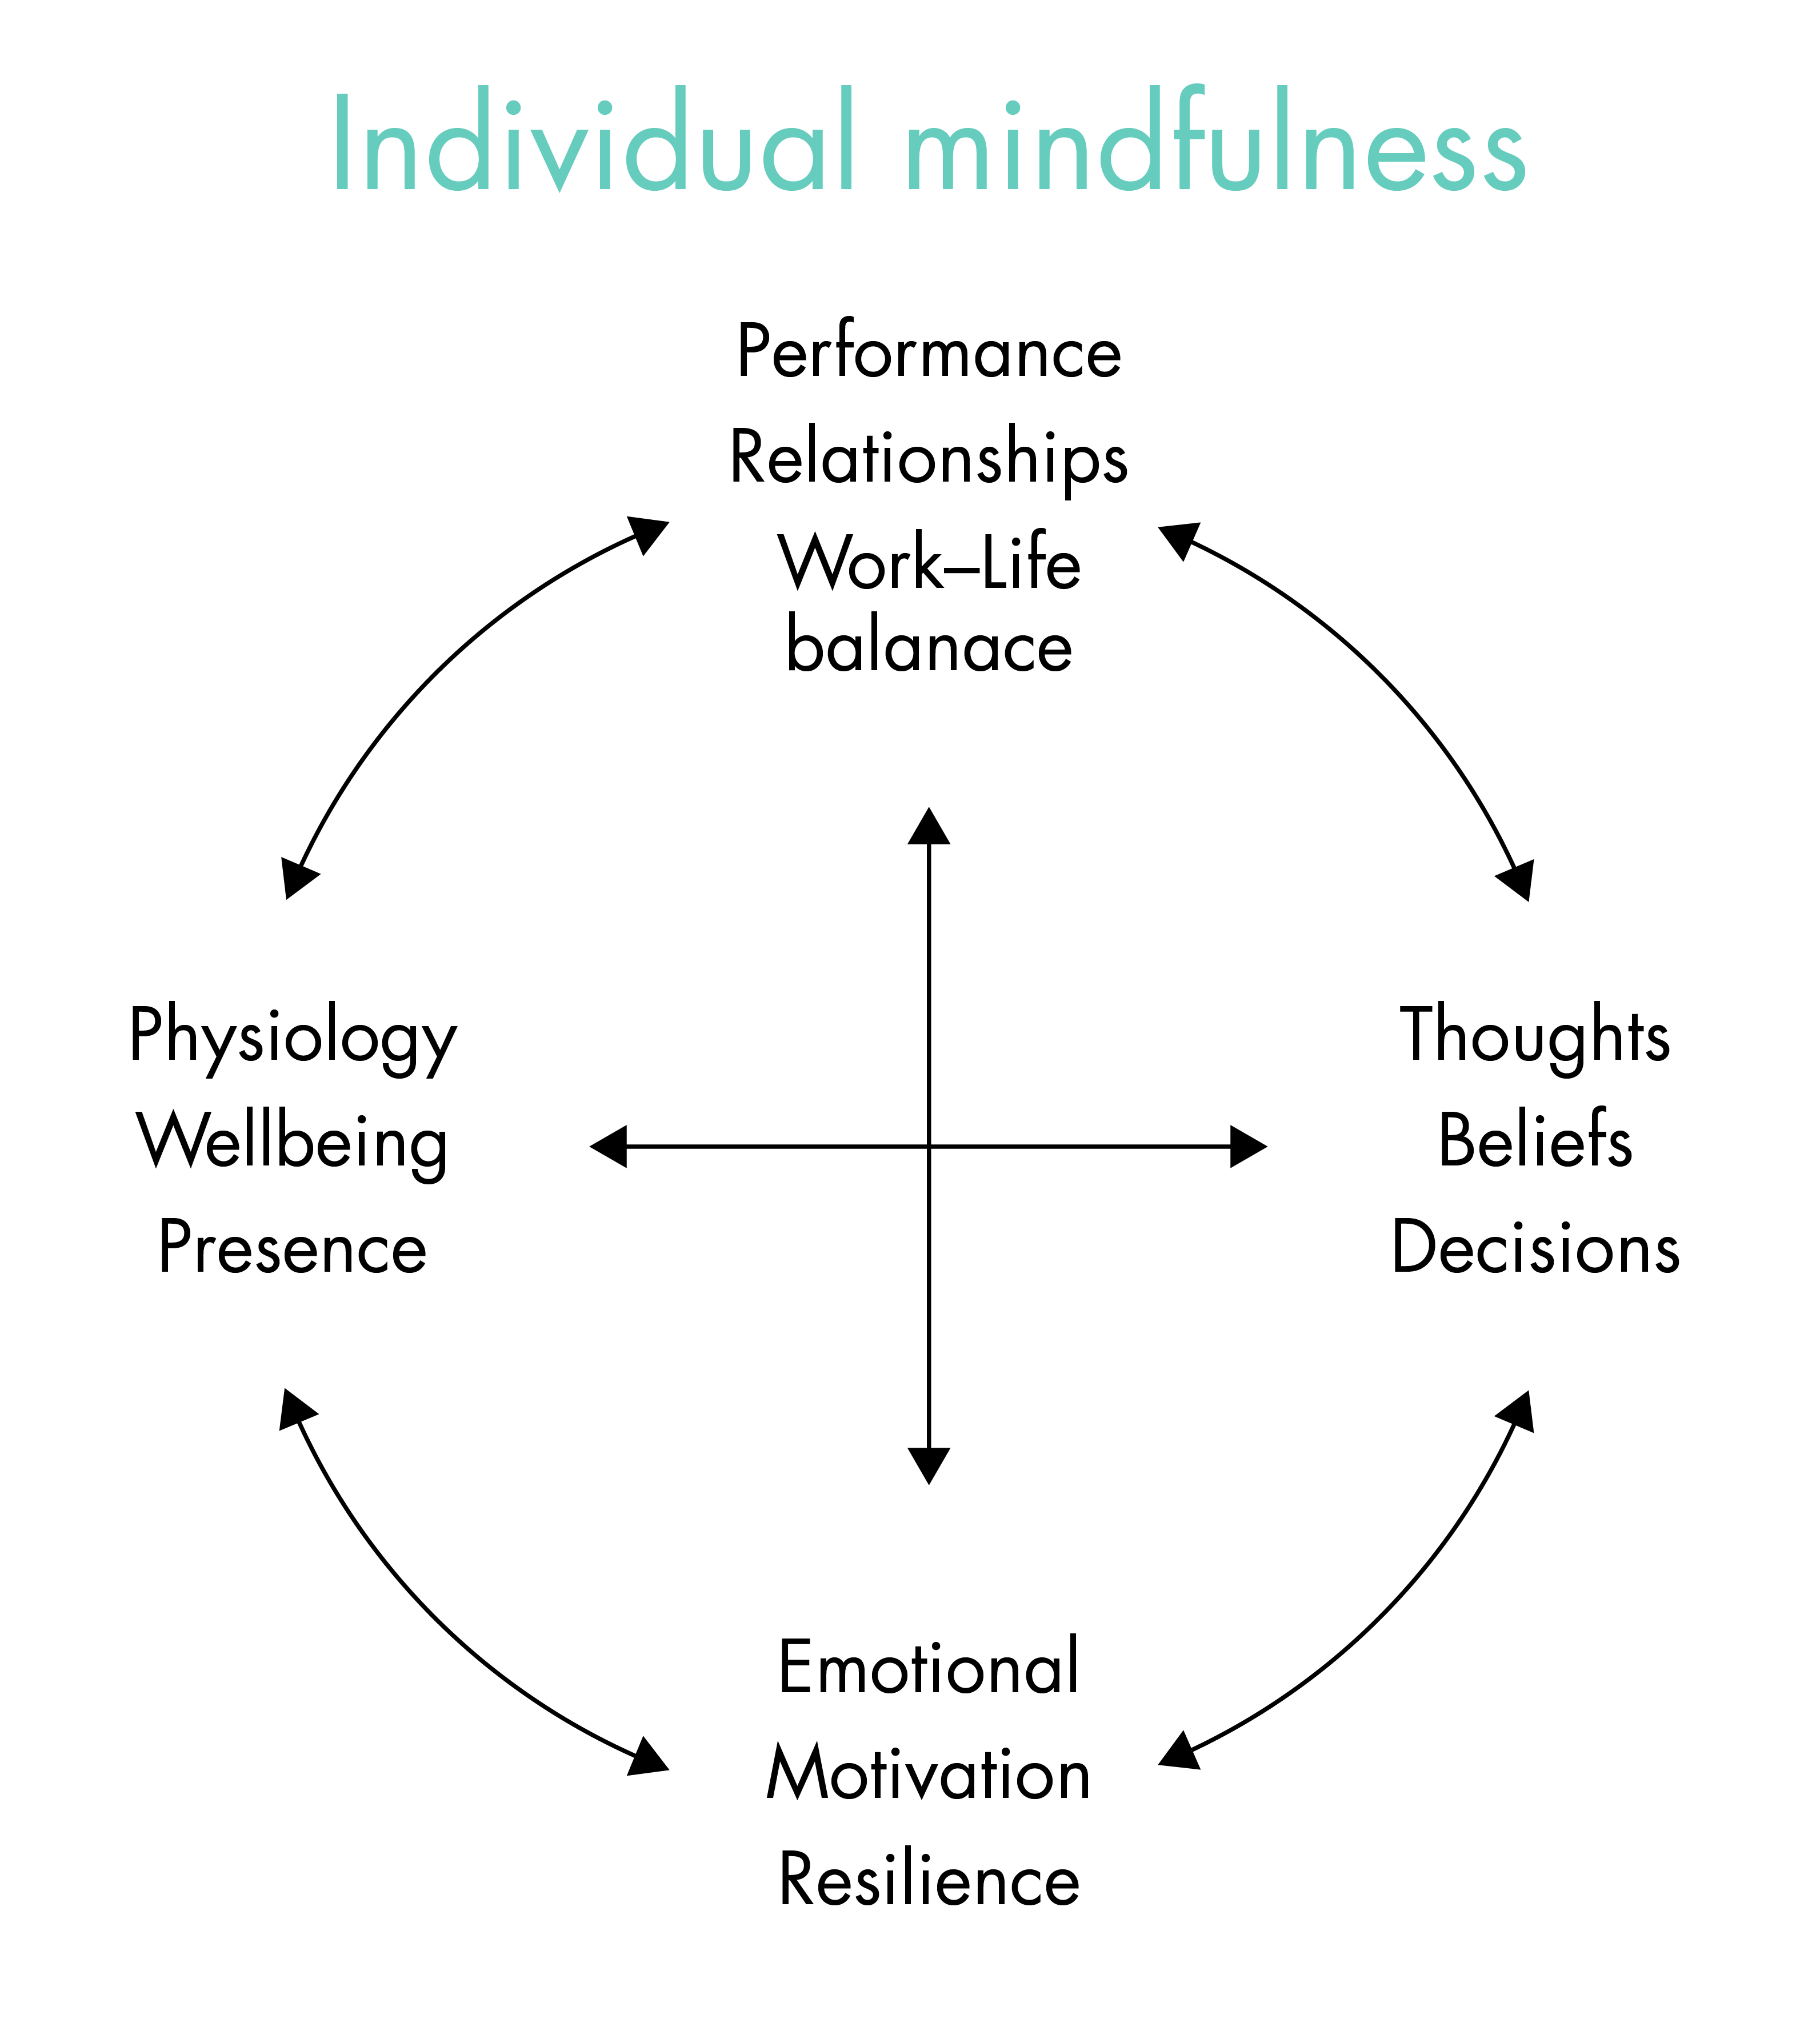 Individual mindfulness
Performance
Relationships
Work–Life
balanace
Physiology
Wellbeing
Presence
Thoughts
Beliefs
Decisions
Emotional
Motivation
Resilience